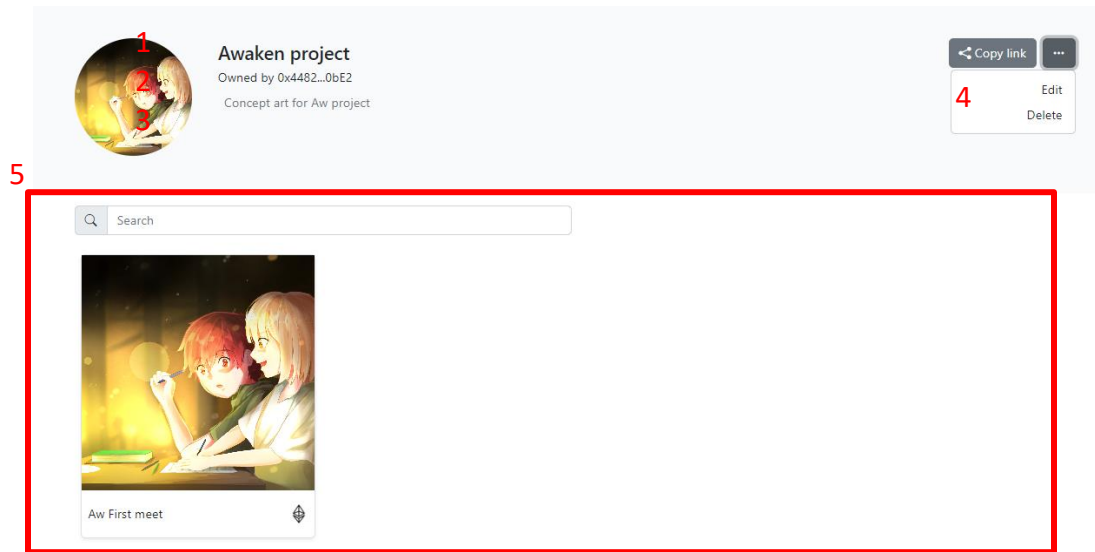 1
Awaken project
Copy link
2
Owned by 0x4482...0bE2
Edit
4
Concept art for Aw project
3
Delete
5
Search
Aw First meet